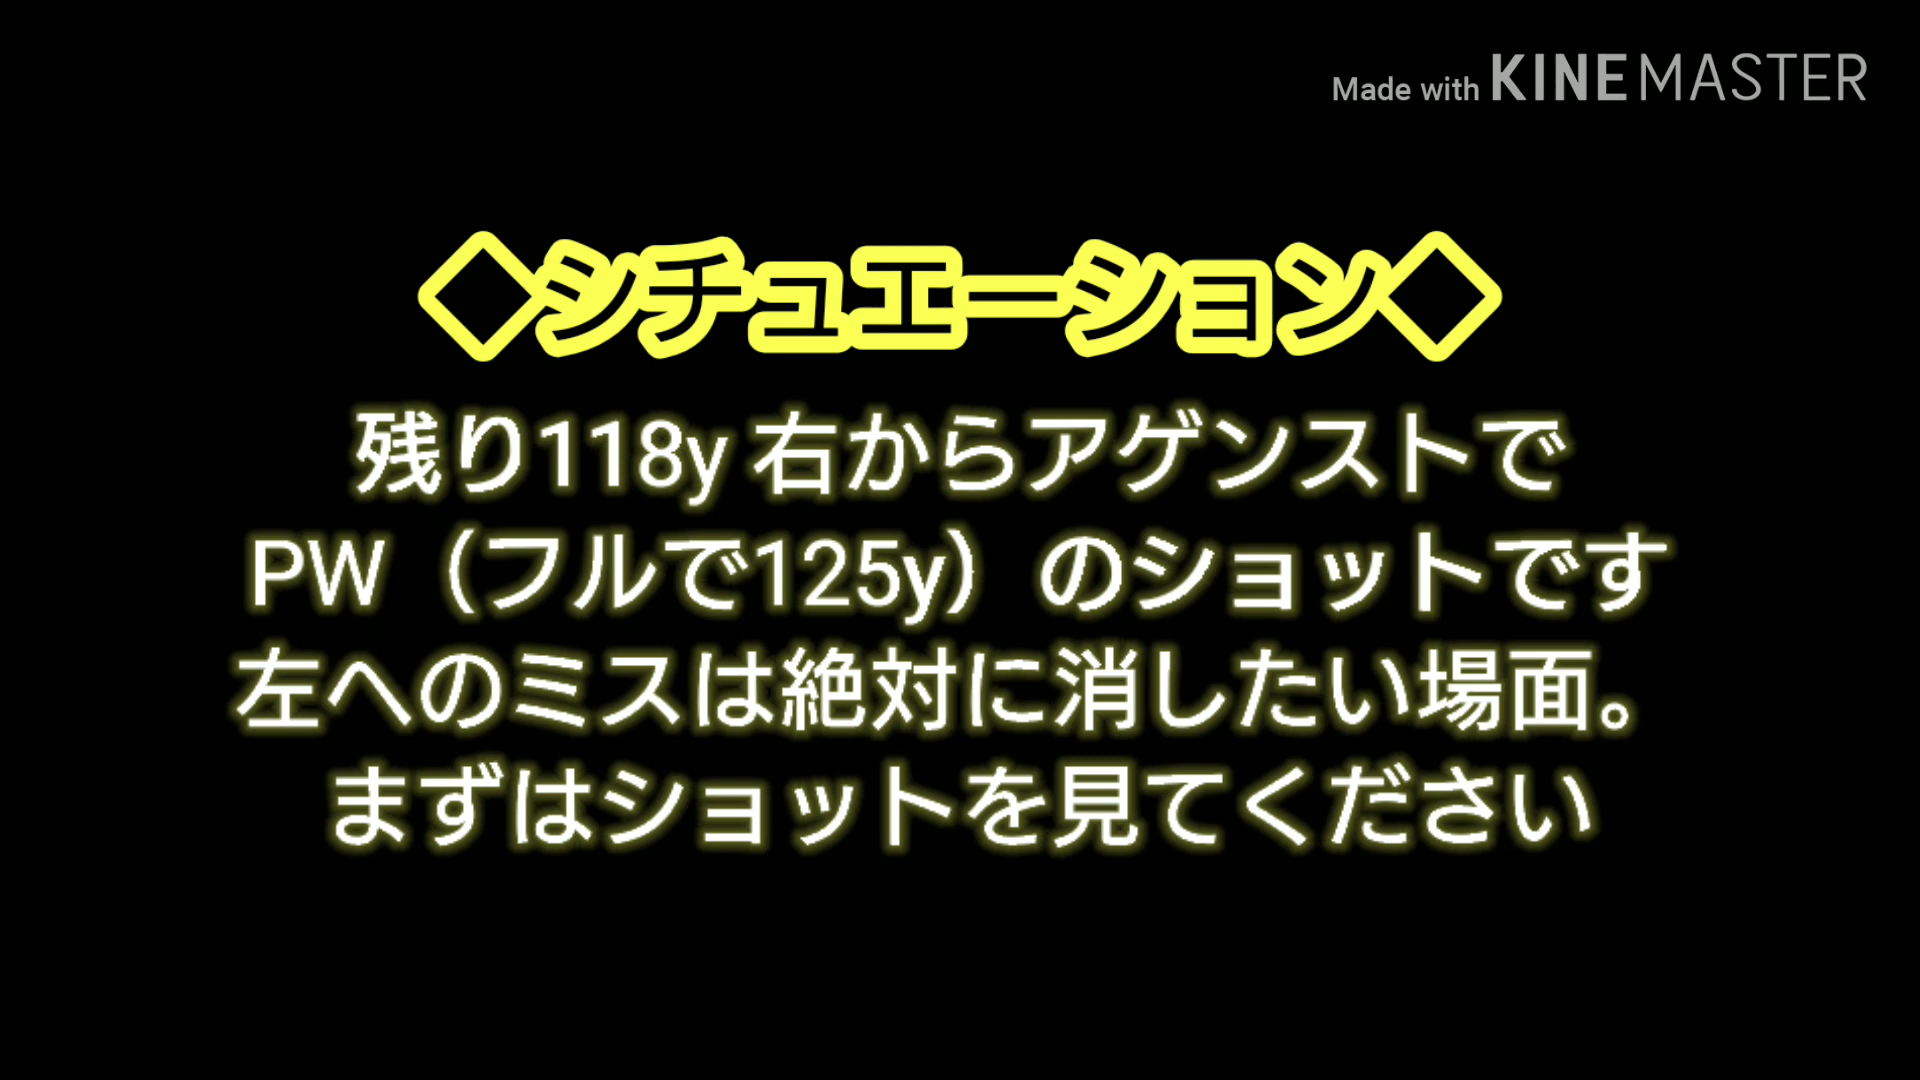 Made with KINEMASTER
◇シチュエーション◇
残り118y 右からアゲンストで
PW（フルで125y）のショットです
左へのミスは絶対に消したい場面。
まずはショットを見てください